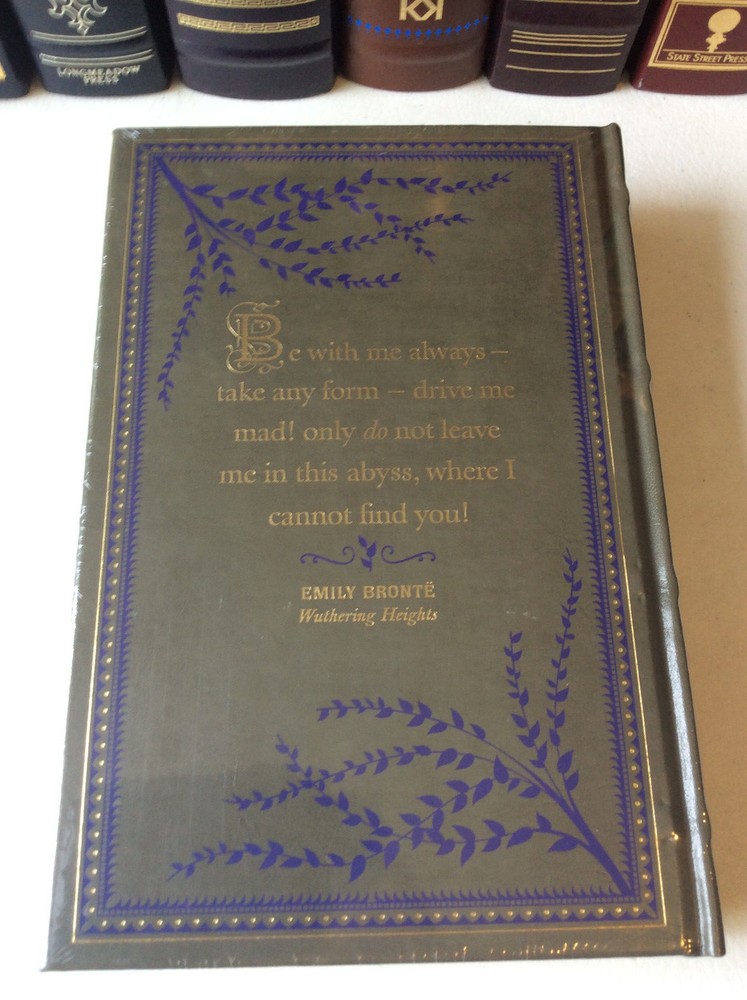 LONGMEADOW
PRESS
STATE STREET PRESS
Be with me always –
take any form – drive me
mad! only do not leave
me in this abyss, where I
cannot find you!
EMILY BRONTË
Wuthering Heights